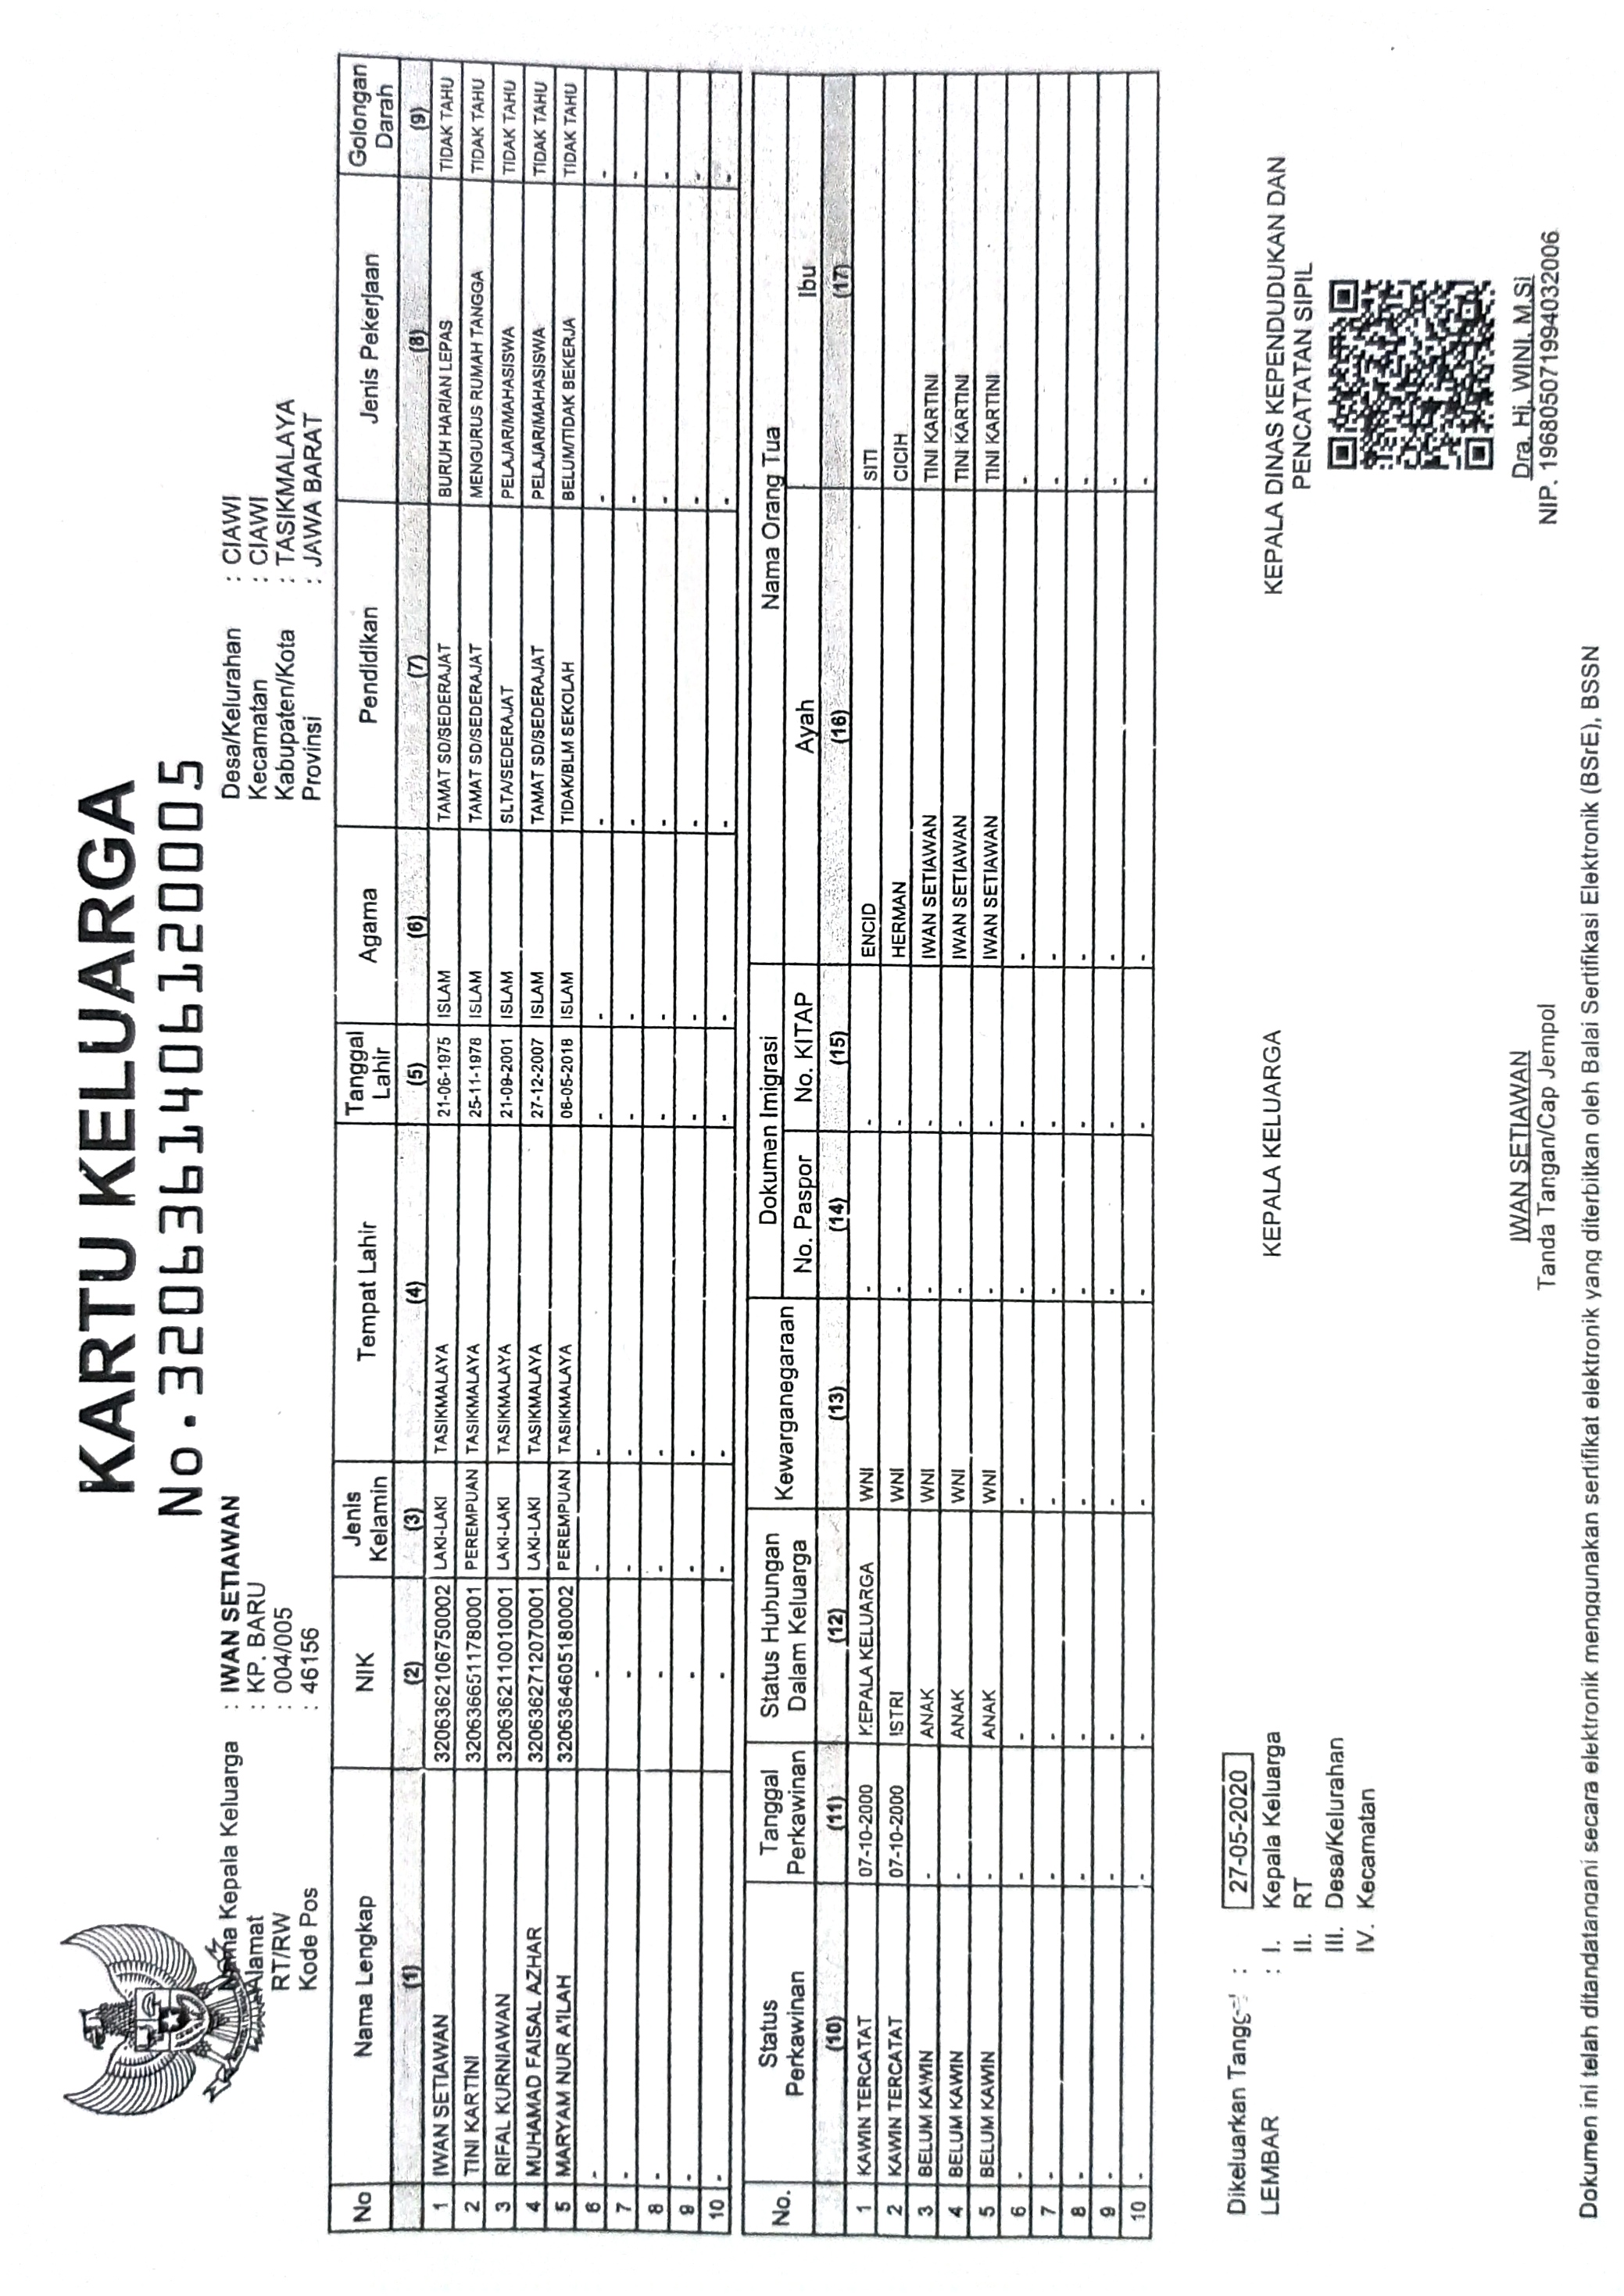 KARTU KELUARGA
No. 3206361406120005
Nama Kepala Keluarga : IWAN SETIAWAN
Alamat : KP. BARU
RT/RW : 004/005
Kode Pos : 46156
Desa/Kelurahan : CIAWI
Kecamatan : CIAWI
Kabupaten/Kota : TASIKMALAYA
Provinsi : JAWA BARAT
No Nama Lengkap NIK Jenis Kelamin Tempat Lahir Tanggal Lahir Agama Pendidikan Jenis Pekerjaan Golongan Darah
(1) (2) (3) (4) (5) (6) (7) (8) (9)
1 IWAN SETIAWAN 3206362106750002 LAKI-LAKI TASIKMALAYA 21-06-1975 ISLAM TAMAT SD/SEDERAJAT BURUH HARIAN LEPAS TIDAK TAHU
2 TINI KARTINI 3206366511780001 PEREMPUAN TASIKMALAYA 25-11-1978 ISLAM TAMAT SD/SEDERAJAT MENGURUS RUMAH TANGGA TIDAK TAHU
3 RIFAL KURNIAWAN 3206362110010001 LAKI-LAKI TASIKMALAYA 21-09-2001 ISLAM SLTA/SEDERAJAT PELAJAR/MAHASISWA TIDAK TAHU
4 MUHAMAD FAISAL AZHAR 3206362712070001 LAKI-LAKI TASIKMALAYA 27-12-2007 ISLAM TAMAT SD/SEDERAJAT PELAJAR/MAHASISWA TIDAK TAHU
5 MARYAM NUR A'ILAH 3206364605180002 PEREMPUAN TASIKMALAYA 06-05-2018 ISLAM TIDAK/BLM SEKOLAH BELUM/TIDAK BEKERJA TIDAK TAHU
6 - - - - - - - - -
7 - - - - - - - - -
8 - - - - - - - - -
9 - - - - - - - - -
10 - - - - - - - - -
No. Status Perkawinan Tanggal Perkawinan Status Hubungan Dalam Keluarga Kewarganegaraan Dokumen Imigrasi Nama Orang Tua
No. Paspor No. KITAP Ayah Ibu
(10) (11) (12) (13) (14) (15) (16) (17)
1 KAWIN TERCATAT 07-10-2000 KEPALA KELUARGA WNI - - ENCID SITI
2 KAWIN TERCATAT 07-10-2000 ISTRI WNI - - HERMAN CICIH
3 BELUM KAWIN - ANAK WNI - - IWAN SETIAWAN TINI KARTINI
4 BELUM KAWIN - ANAK WNI - - IWAN SETIAWAN TINI KARTINI
5 BELUM KAWIN - ANAK WNI - - IWAN SETIAWAN TINI KARTINI
6 - - - - - - - -
7 - - - - - - - -
8 - - - - - - - -
9 - - - - - - - -
10 - - - - - - - -
Dikeluarkan Tanggal : 27-05-2020
LEMBAR : I. Kepala Keluarga
II. RT
III. Desa/Kelurahan
IV. Kecamatan
KEPALA KELUARGA
IWAN SETIAWAN
Tanda Tangan/Cap Jempol
KEPALA DINAS KEPENDUDUKAN DAN
PENCATATAN SIPIL
Dra. Hj. WINI, M.Si
NIP. 196805071994032006
Dokumen ini telah ditandatangani secara elektronik menggunakan sertifikat elektronik yang diterbitkan oleh Balai Sertifikasi Elektronik (BSrE), BSSN